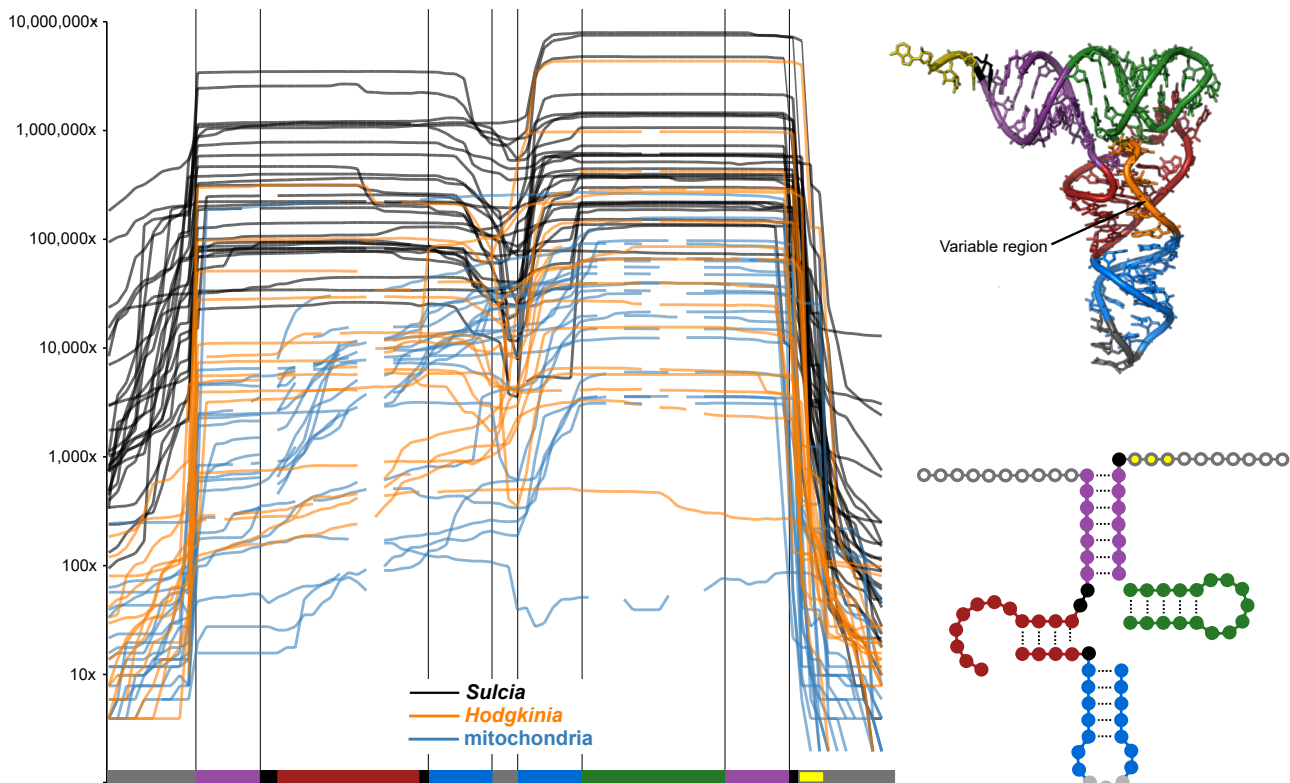 10,000,000x
1,000,000x
100,000x
10,000x
1,000x
100x
10x
Sulcia
Hodgkinia
mitochondria
Variable region